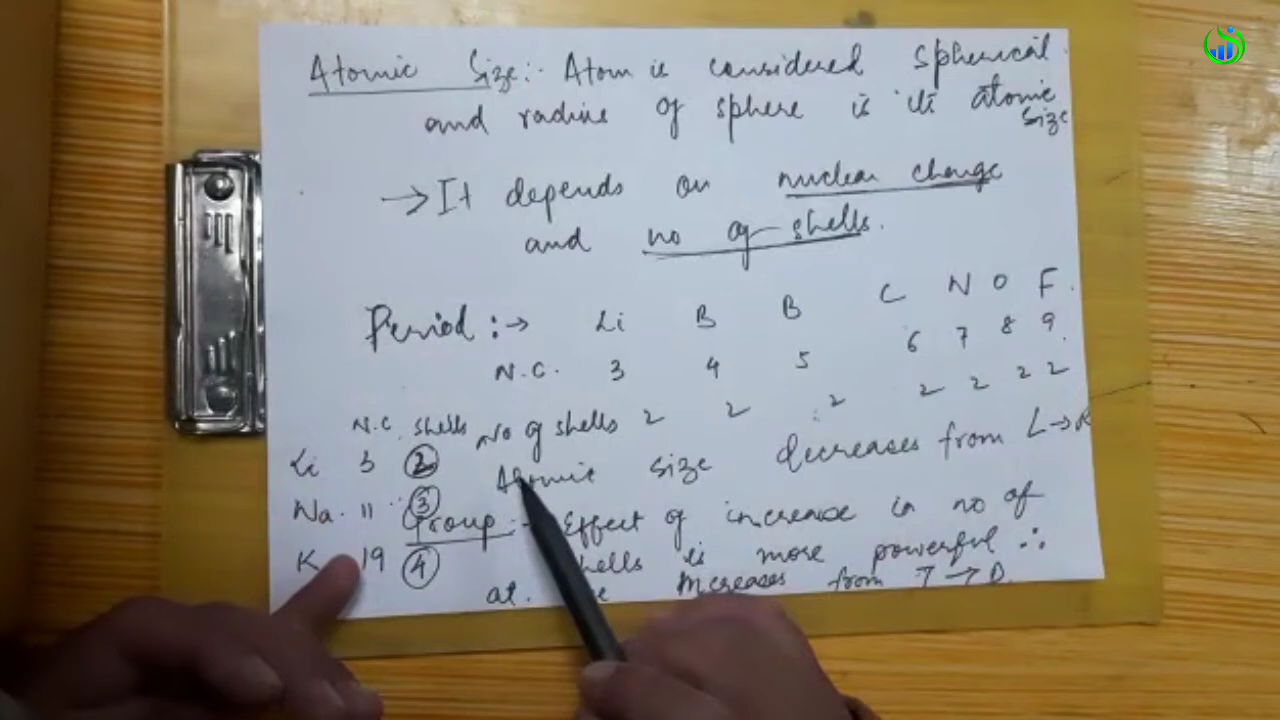 Atomic Size:- Atom is considered Spherical
and radius of sphere is its atomic
size
→ It depends on nuclear charge
and no of shells.
Period :→ Li B B C N O F.
N.C. 3 4 5 6 7 8 9.
N.C. shells No of shells 2 2 2 2 2 2 2
Li 3 2 Atomic size decreases from L→R
Na. 11 3
Group :- Effect of increase in no of
K 19 4 shells is more powerful ∴
at. increases from T → D.